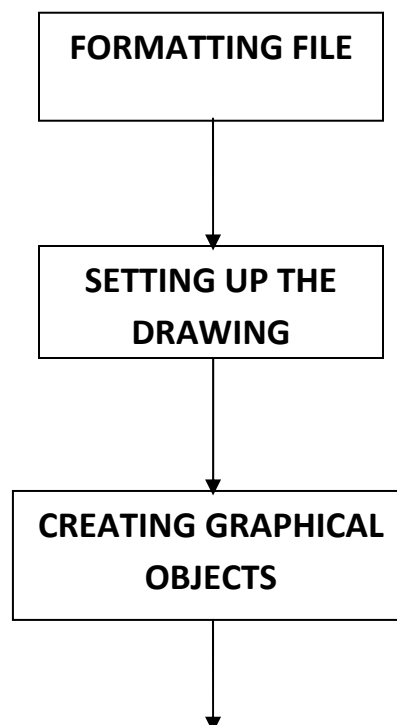 FORMATTING FILE
SETTING UP THE
DRAWING
CREATING GRAPHICAL
OBJECTS